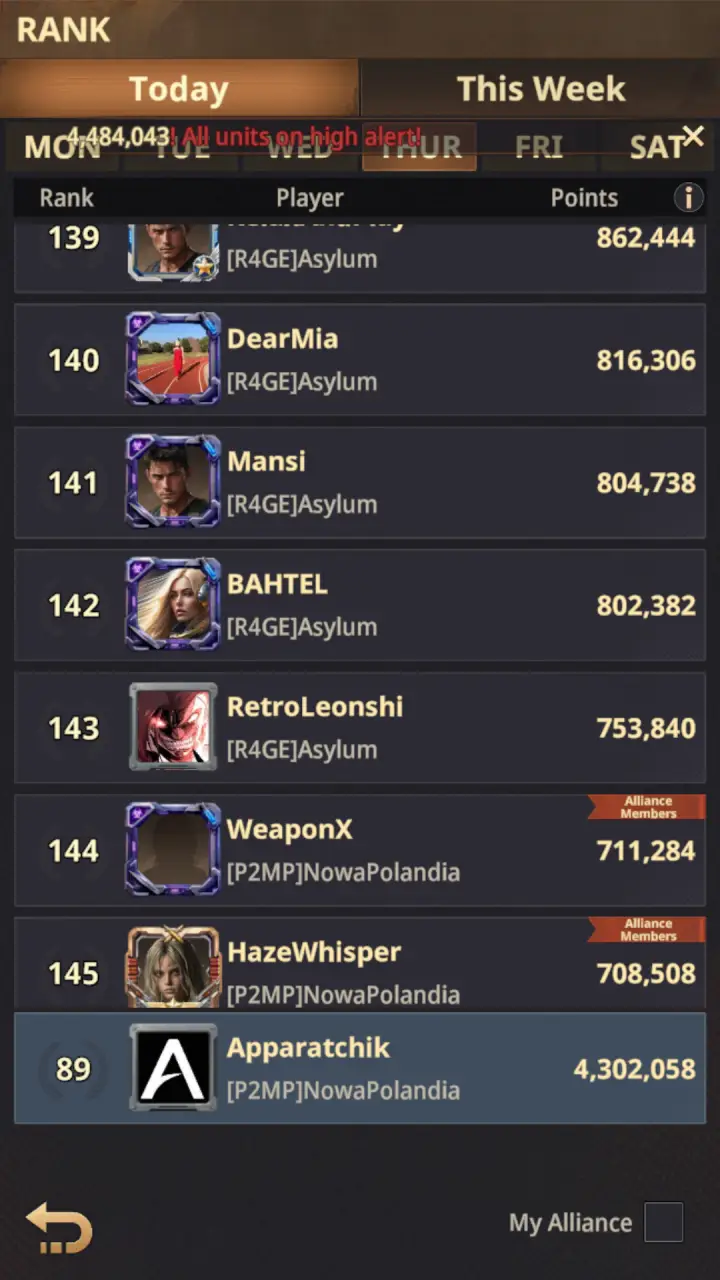 RANK
Today
This Week
4,484,043! All units on high alert!
MON TUE WED THUR FRI SAT
Rank Player Points i
139
[R4GE]Asylum
862,444
140
DearMia
[R4GE]Asylum
816,306
141
Mansi
[R4GE]Asylum
804,738
142
BAHTEL
[R4GE]Asylum
802,382
143
RetroLeonshi
[R4GE]Asylum
753,840
144
WeaponX
[P2MP]NowaPolandia
Alliance
Members
711,284
145
HazeWhisper
[P2MP]NowaPolandia
Alliance
Members
708,508
89
A
Apparatchik
[P2MP]NowaPolandia
4,302,058
My Alliance